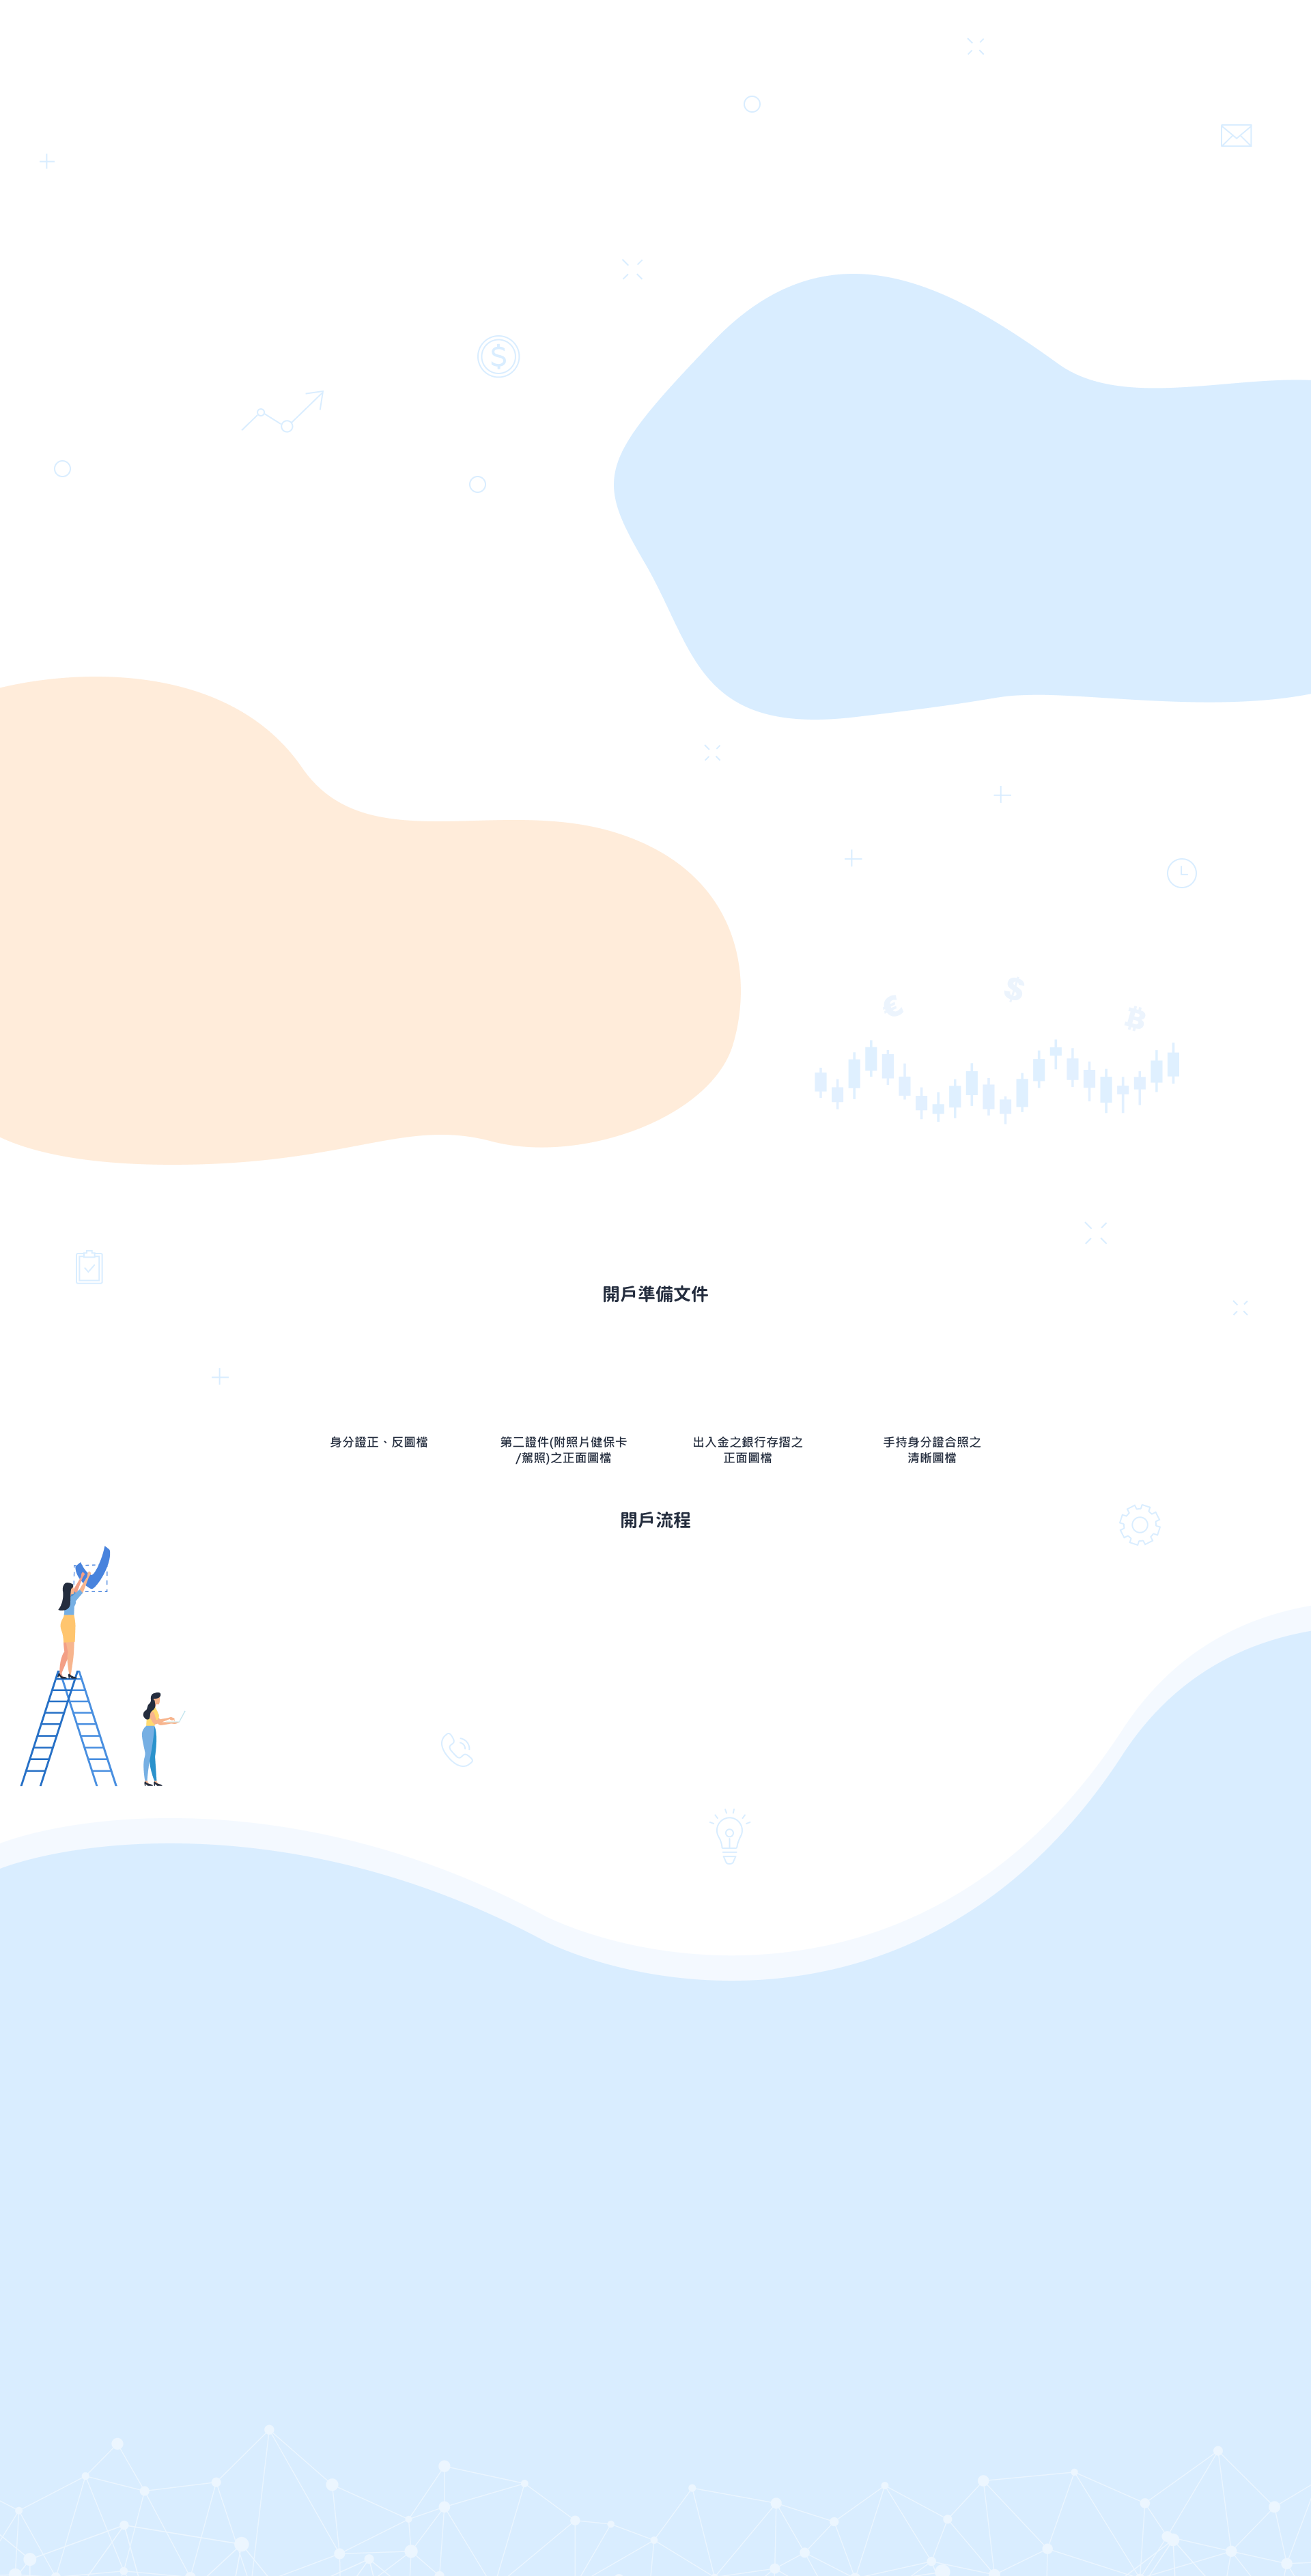 開戶準備文件
身分證正、反圖檔
第二證件(附照片健保卡
/駕照)之正面圖檔
出入金之銀行存摺之
正面圖檔
手持身分證合照之
清晰圖檔
開戶流程